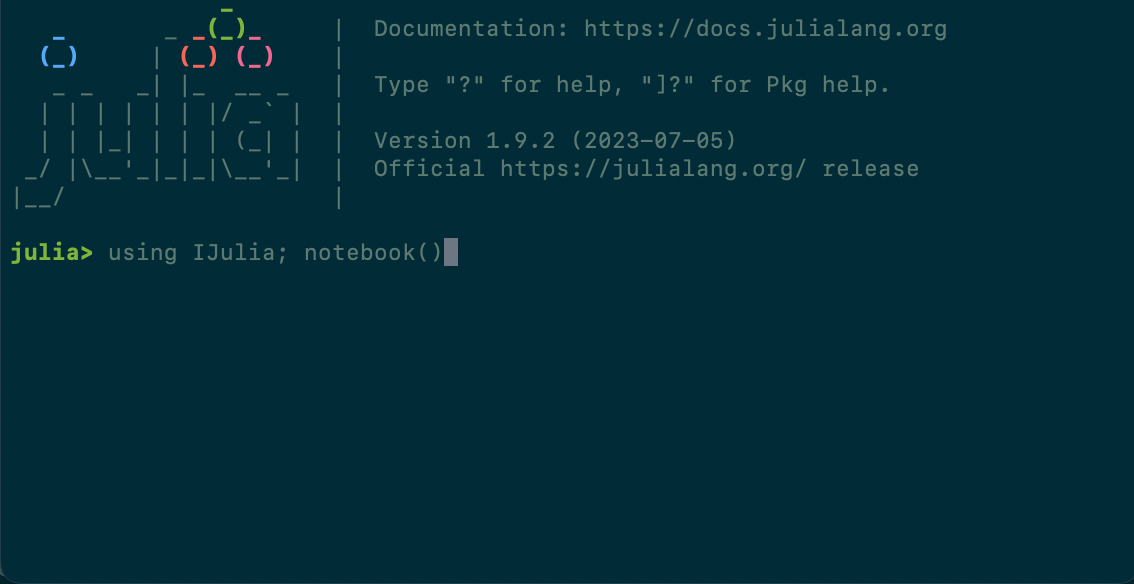 Documentation: https://docs.julialang.org
Type "?" for help, "]?" for Pkg help.
julia
Version 1.9.2 (2023-07-05)
Official https://julialang.org/ release
julia> using IJulia; notebook()